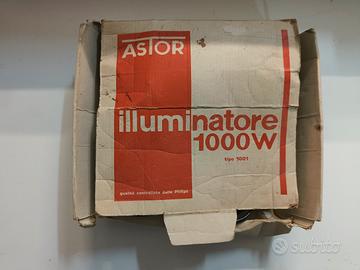 ASTOR
illuminatore
1000W
tipo 1001
qualità controllata dalla Philips
subito